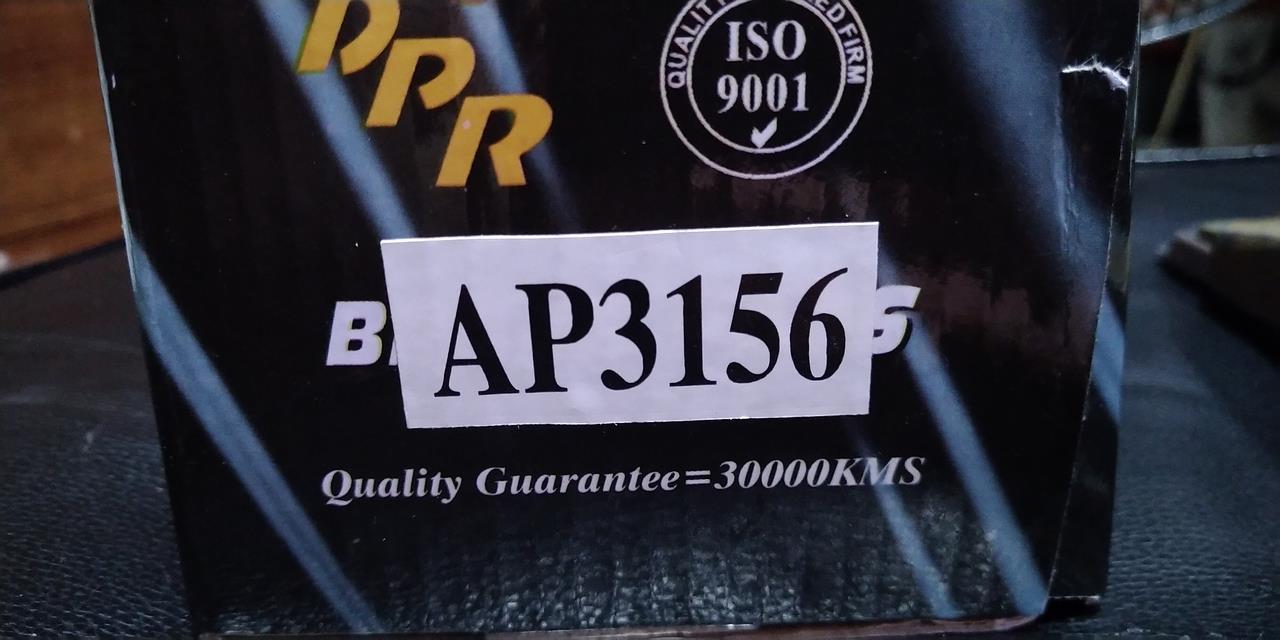 PPR
ISO
9001
AP3156
Quality Guarantee=30000KMS